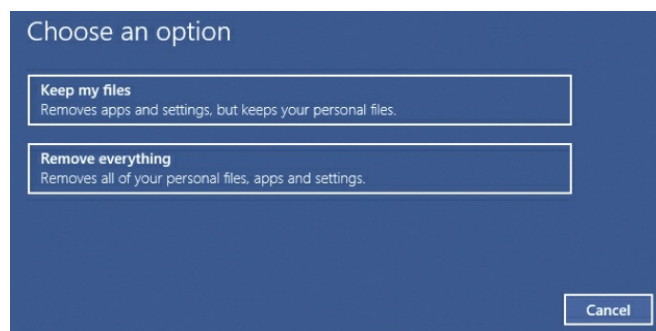 Choose an option
Keep my files
Removes apps and settings, but keeps your personal files.
Remove everything
Removes all of your personal files, apps and settings.
Cancel